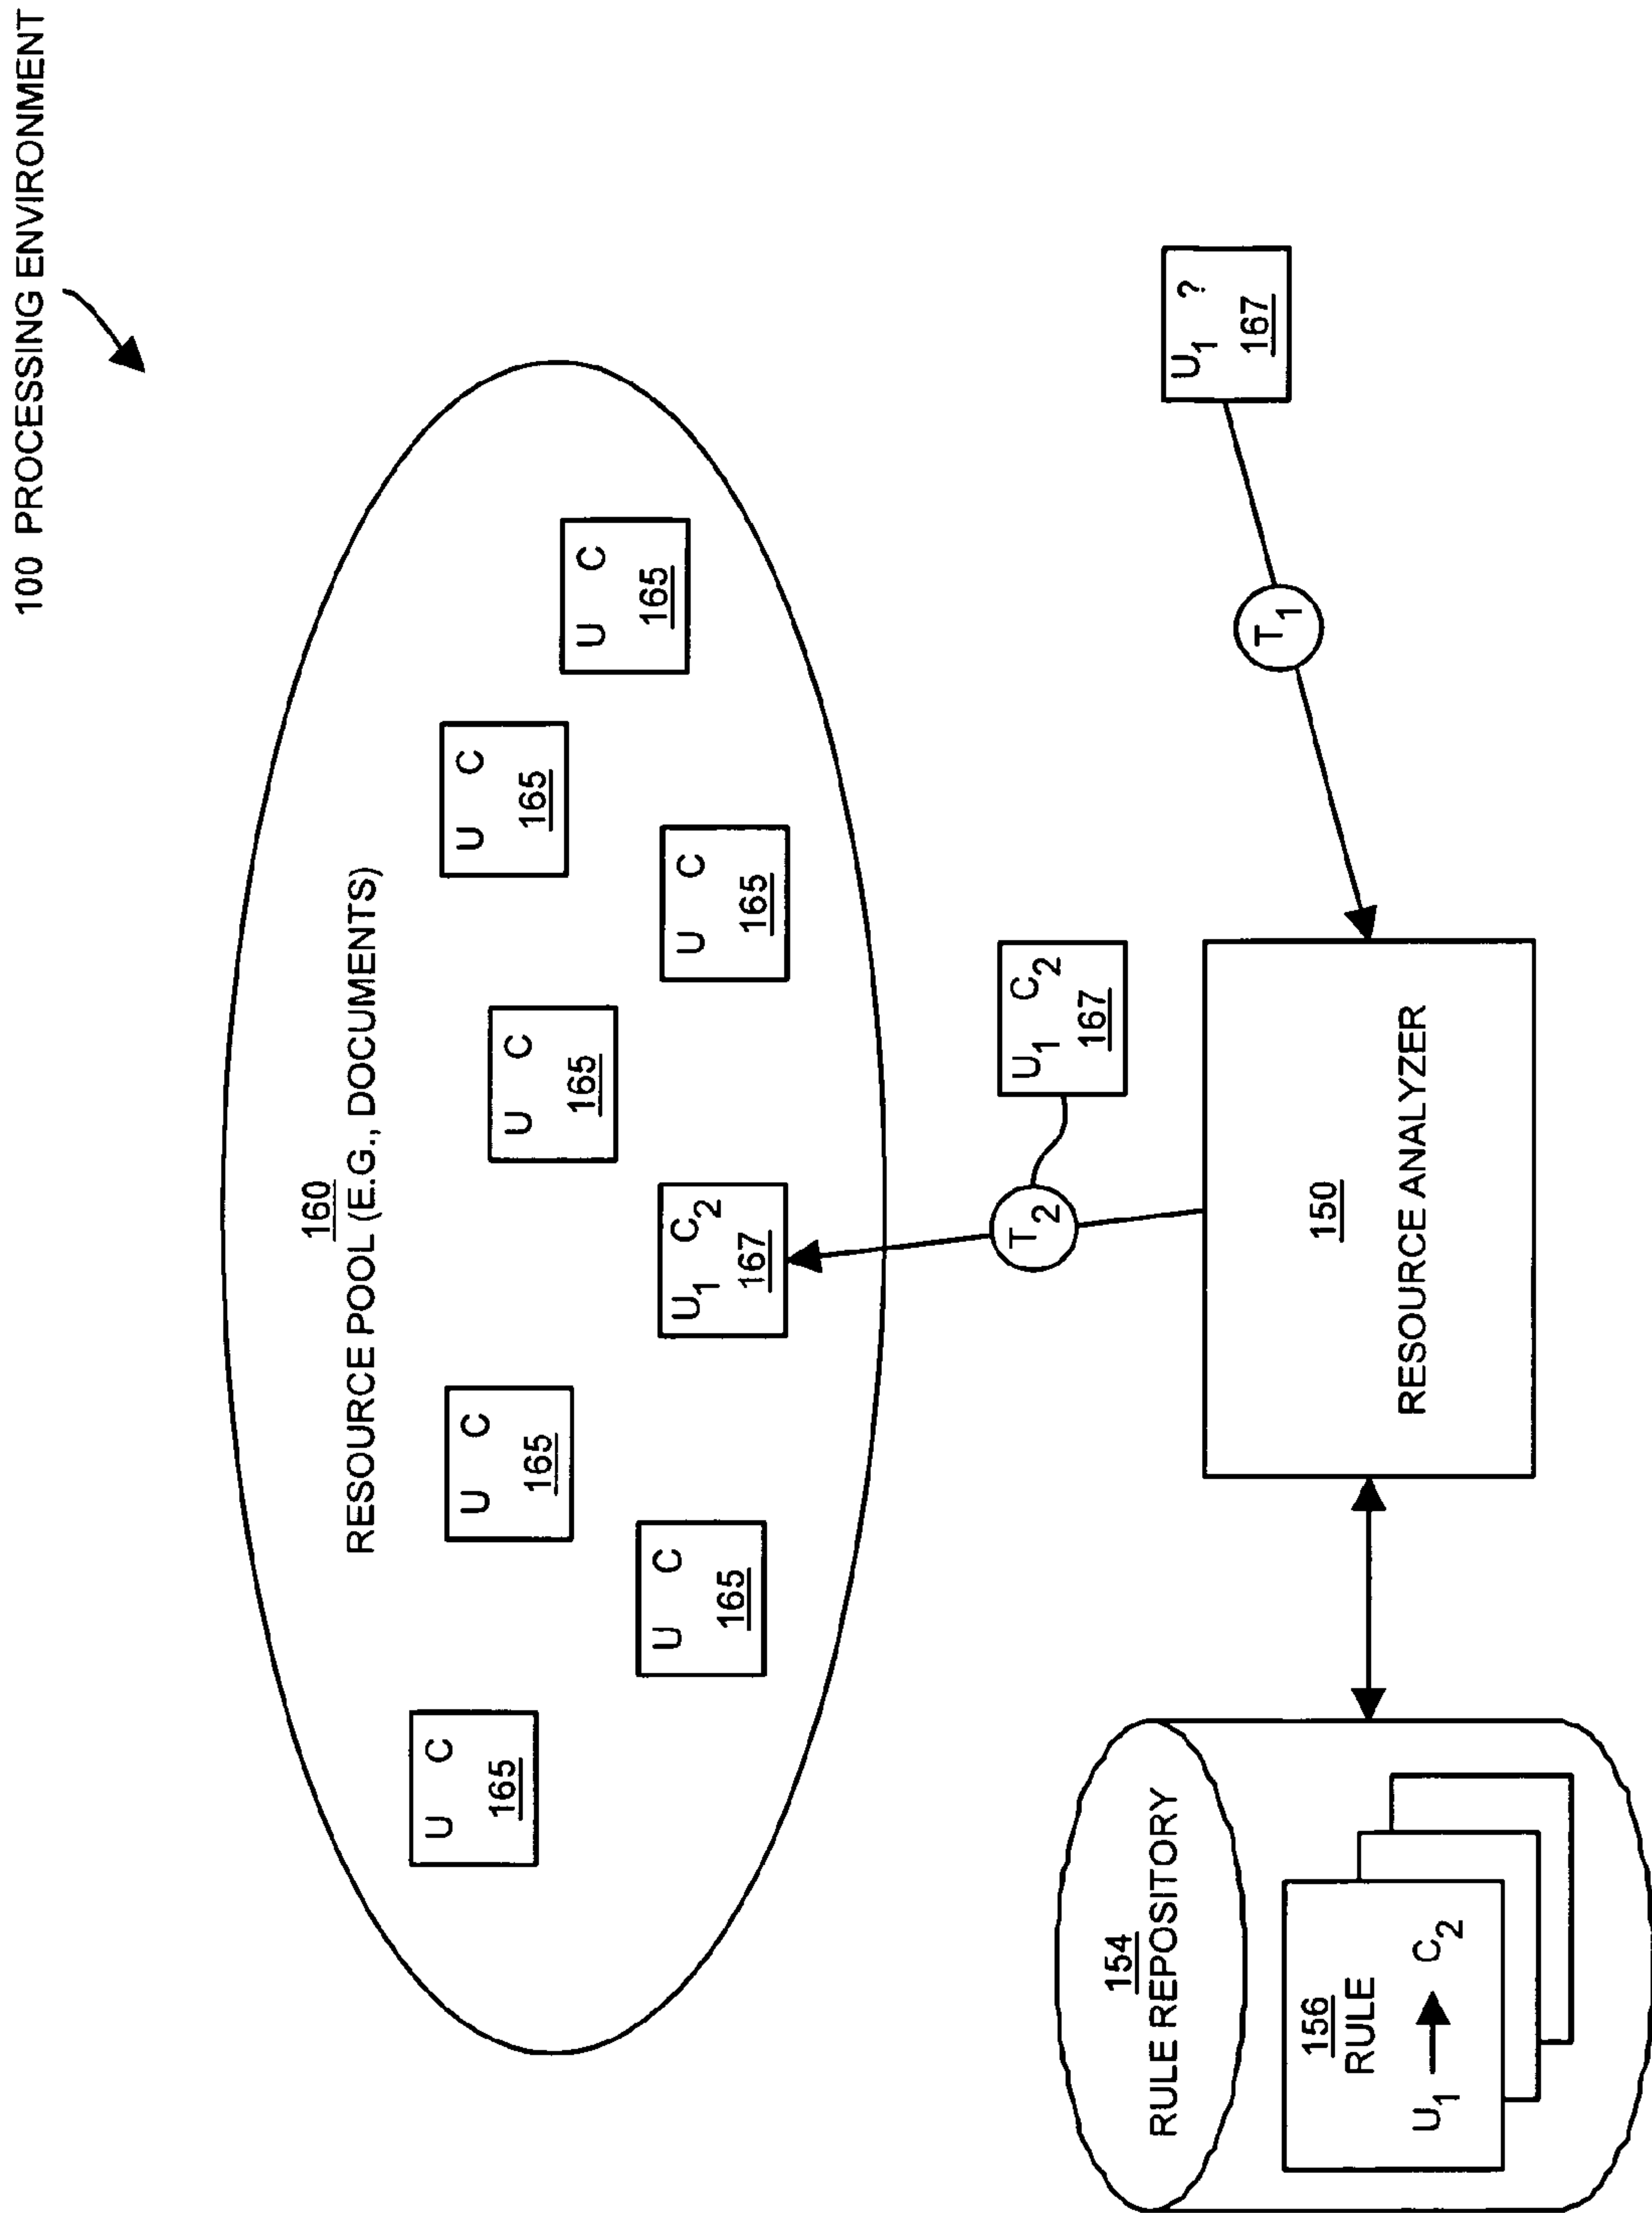 100 PROCESSING ENVIRONMENT
160
RESOURCE POOL (E.G., DOCUMENTS)
U C
165
U C
165
U C
165
U1 C2
167
U C
165
U C
165
U C
165
U C
165
T2
U1 C2
167
T1
U1 ?
167
154
RULE REPOSITORY
156
RULE
U1 → C2
150
RESOURCE ANALYZER